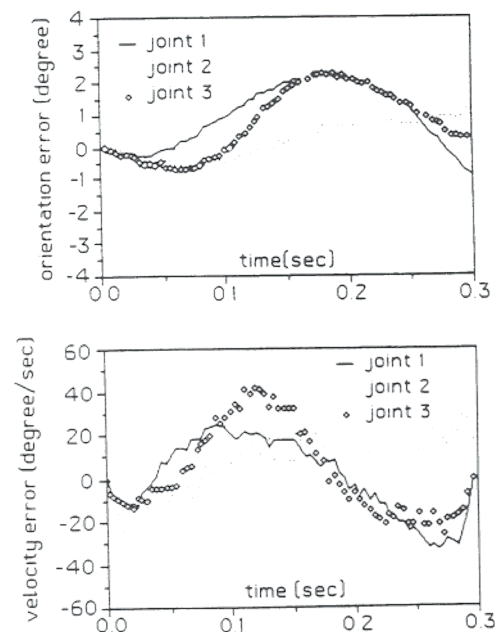 orientation error (degree)
4
3
2
1
0
-1
-2
-3
-4
joint 1
joint 2
joint 3
time(sec)
0.0
0.1
0.2
0.3
velocity error (degree/sec)
60
40
20
0
-20
-40
-60
joint 1
joint 2
joint 3
time (sec)
0.0
0.1
0.2
0.3